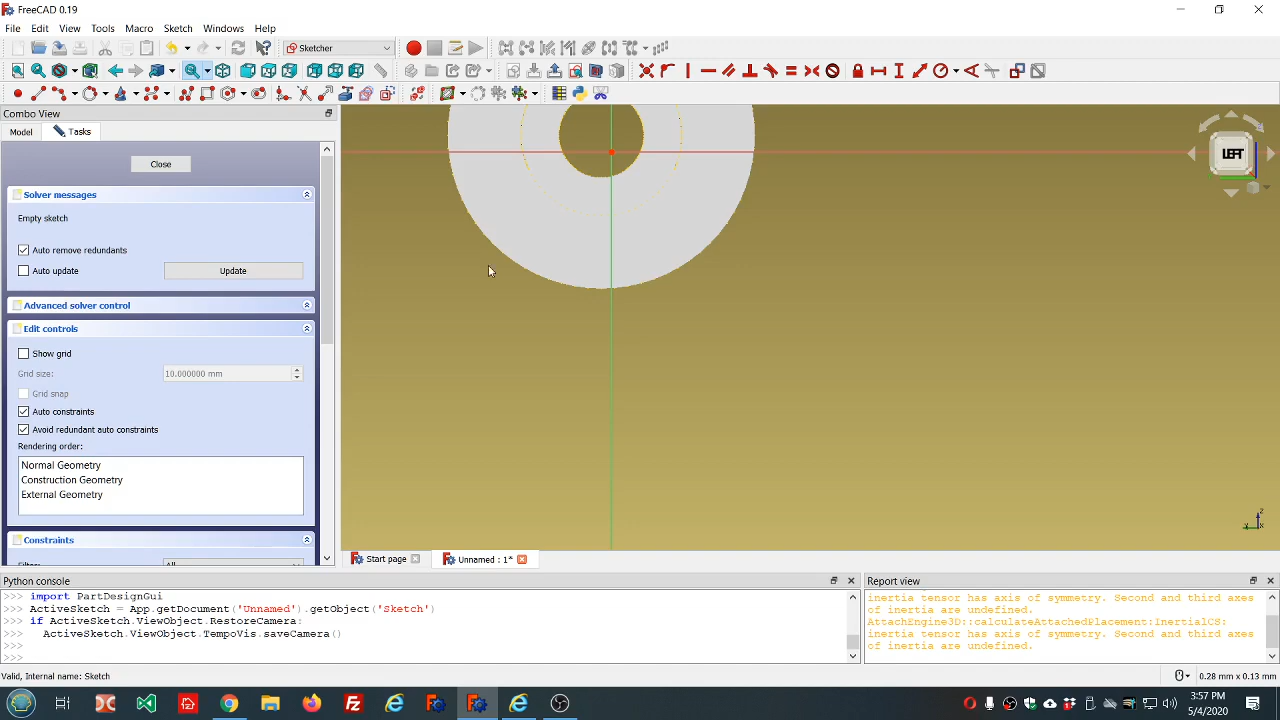 FreeCAD 0.19
File Edit View Tools Macro Sketch Windows Help
Sketcher
Combo View
Model Tasks
Close
Solver messages
Empty sketch
Auto remove redundants
Auto update Update
Advanced solver control
Edit controls
Show grid
Grid size: 10.000000 mm
Grid snap
Auto constraints
Avoid redundant auto constraints
Rendering order:
Normal Geometry
Construction Geometry
External Geometry
Constraints
LEFT
Start page Unnamed : 1*
Python console
>>> import PartDesignGui
>>> ActiveSketch = App.getDocument('Unnamed').getObject('Sketch')
>>> if ActiveSketch.ViewObject.RestoreCamera:
>>>   ActiveSketch.ViewObject.TempoVis.saveCamera()
>>>
>>>
Report view
inertia tensor has axis of symmetry. Second and third axes
of inertia are undefined.
AttachEngine3D::calculateAttachedPlacement:InertialCS:
inertia tensor has axis of symmetry. Second and third axes
of inertia are undefined.
Valid, Internal name: Sketch
0.28 mm x 0.13 mm
3:57 PM
5/4/2020